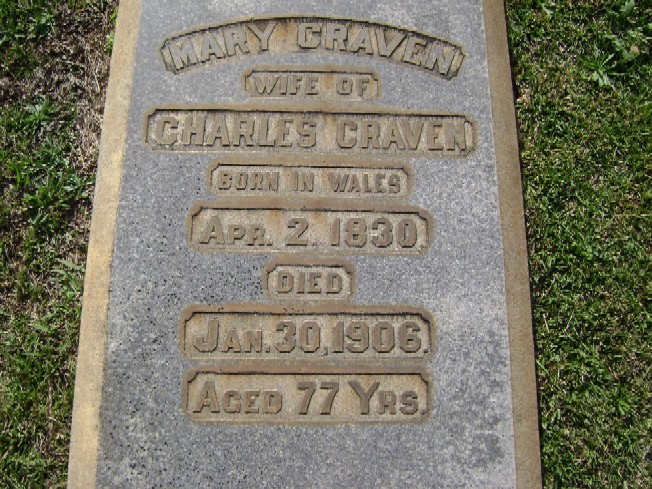 MARY CRAVEN
WIFE OF
CHARLES CRAVEN
BORN IN WALES
APR. 2, 1830.
DIED
JAN. 30, 1906.
AGED 77 YRS.